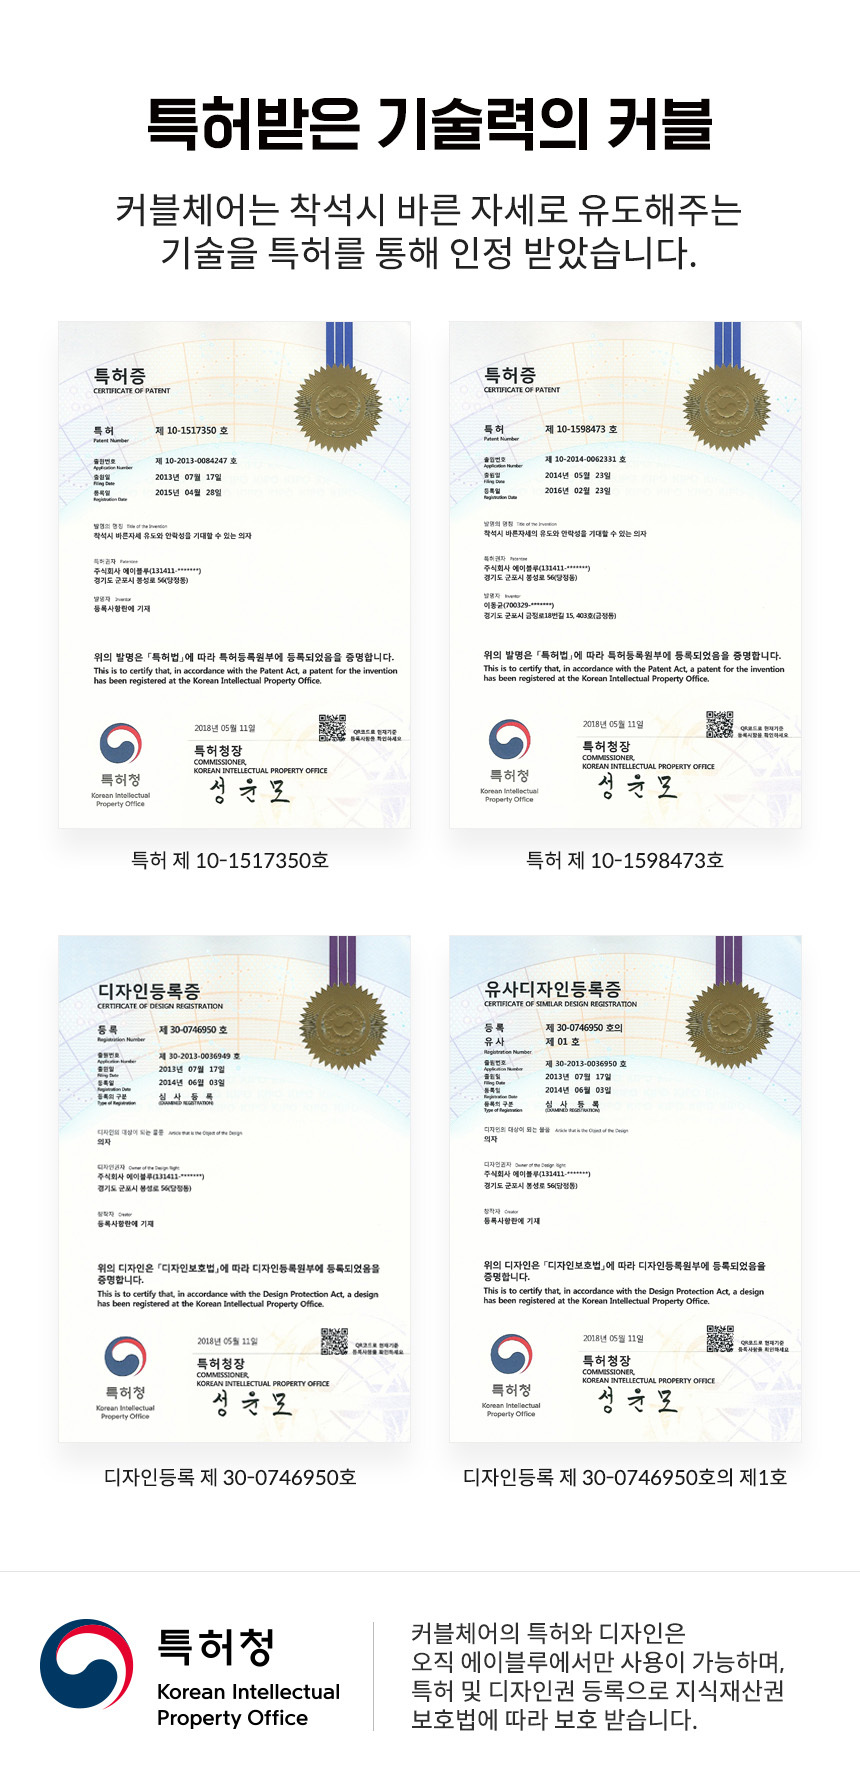 특허받은 기술력의 커블
커블체어는 착석시 바른 자세로 유도해주는
기술을 특허를 통해 인정 받았습니다.
특허증
CERTIFICATE OF PATENT
특 허
Patent Number
제 10-1517350 호
출원번호
Application Number
제 10-2013-0084247 호
출원일
Filing Date
2013년 07월 17일
등록일
Registration Date
2015년 04월 28일
발명의 명칭 Title of the Invention
착석시 바른자세 유도와 안락성을 기대할 수 있는 의자
특허권자 Patentee
주식회사 에이블루(131411-*******)
경기도 군포시 봉성로 56(당정동)
발명자 Inventor
등록사항란에 기재
위의 발명은 「특허법」에 따라 특허등록원부에 등록되었음을 증명합니다.
This is to certify that, in accordance with the Patent Act, a patent for the invention
has been registered at the Korean Intellectual Property Office.
2018년 05월 11일
QR코드로 현재기준
등록사항을 확인하세요
특허청장
COMMISSIONER,
KOREAN INTELLECTUAL PROPERTY OFFICE
성윤모
특허청
Korean Intellectual
Property Office
특허 제 10-1517350호
특허증
CERTIFICATE OF PATENT
특 허
Patent Number
제 10-1598473 호
출원번호
Application Number
제 10-2014-0062331 호
출원일
Filing Date
2014년 05월 23일
등록일
Registration Date
2016년 02월 23일
발명의 명칭 Title of the Invention
착석시 바른자세의 유도와 안락성을 기대할 수 있는 의자
특허권자 Patentee
주식회사 에이블루(131411-*******)
경기도 군포시 봉성로 56(당정동)
발명자 Inventor
이동균(700329-*******)
경기도 군포시 금정로18번길 15, 403호(금정동)
위의 발명은 「특허법」에 따라 특허등록원부에 등록되었음을 증명합니다.
This is to certify that, in accordance with the Patent Act, a patent for the invention
has been registered at the Korean Intellectual Property Office.
2018년 05월 11일
QR코드로 현재기준
등록사항을 확인하세요
특허청장
COMMISSIONER,
KOREAN INTELLECTUAL PROPERTY OFFICE
성윤모
특허청
Korean Intellectual
Property Office
특허 제 10-1598473호
디자인등록증
CERTIFICATE OF DESIGN REGISTRATION
등 록
Registration Number
제 30-0746950 호
출원번호
Application Number
제 30-2013-0036949 호
출원일
Filing Date
2013년 07월 17일
등록일
Registration Date
2014년 06월 03일
등록의 구분
Type of Registration
심 사 등 록
(EXAMINED REGISTRATION)
디자인의 대상이 되는 물품 Article that is the Object of the Design
의자
디자인권자 Owner of the Design Right
주식회사 에이블루(131411-*******)
경기도 군포시 봉성로 56(당정동)
창작자 Creator
등록사항란에 기재
위의 디자인은 「디자인보호법」에 따라 디자인등록원부에 등록되었음을
증명합니다.
This is to certify that, in accordance with the Design Protection Act, a design
has been registered at the Korean Intellectual Property Office.
2018년 05월 11일
QR코드로 현재기준
등록사항을 확인하세요
특허청장
COMMISSIONER,
KOREAN INTELLECTUAL PROPERTY OFFICE
성윤모
특허청
Korean Intellectual
Property Office
디자인등록 제 30-0746950호
유사디자인등록증
CERTIFICATE OF SIMILAR DESIGN REGISTRATION
등 록
제 30-0746950 호의
유 사
제 01 호
Registration Number
출원번호
Application Number
제 30-2013-0036950 호
출원일
Filing Date
2013년 07월 17일
등록일
Registration Date
2014년 06월 03일
등록의 구분
Type of Registration
심 사 등 록
(EXAMINED REGISTRATION)
디자인의 대상이 되는 물품 Article that is the Object of the Design
의자
디자인권자 Owner of the Design Right
주식회사 에이블루(131411-*******)
경기도 군포시 봉성로 56(당정동)
창작자 Creator
등록사항란에 기재
위의 디자인은 「디자인보호법」에 따라 디자인등록원부에 등록되었음을
증명합니다.
This is to certify that, in accordance with the Design Protection Act, a design
has been registered at the Korean Intellectual Property Office.
2018년 05월 11일
QR코드로 현재기준
등록사항을 확인하세요
특허청장
COMMISSIONER,
KOREAN INTELLECTUAL PROPERTY OFFICE
성윤모
특허청
Korean Intellectual
Property Office
디자인등록 제 30-0746950호의 제1호
특허청
Korean Intellectual
Property Office
커블체어의 특허와 디자인은
오직 에이블루에서만 사용이 가능하며,
특허 및 디자인권 등록으로 지식재산권
보호법에 따라 보호 받습니다.